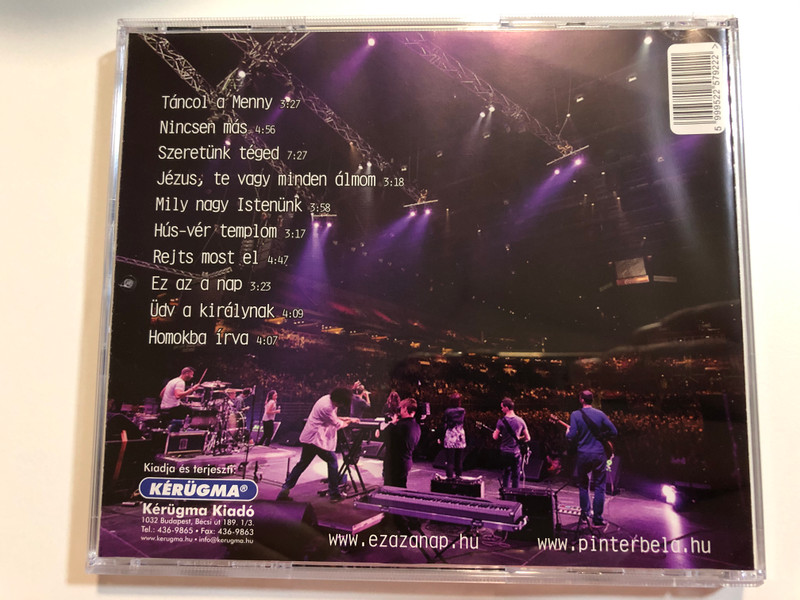 Táncol a Menny 3:27
Nincsen más 4:56
Szeretünk téged 7:27
Jézus, te vagy minden álmom 3:18
Mily nagy Istenünk 3:58
Hús-vér templom 3:17
Rejts most el 4:47
Ez az a nap 3:23
Üdv a királynak 4:09
Homokba írva 4:07
5 999522 579222 >
Kiadja és terjeszti:
KÉRÜGMA®
Kérügma Kiadó
1032 Budapest, Bécsi út 189. 1/3.
Tel.: 436-9865 • Fax: 436-9863
www.kerugma.hu • info@kerugma.hu
www.ezazanap.hu
www.pinterbela.hu